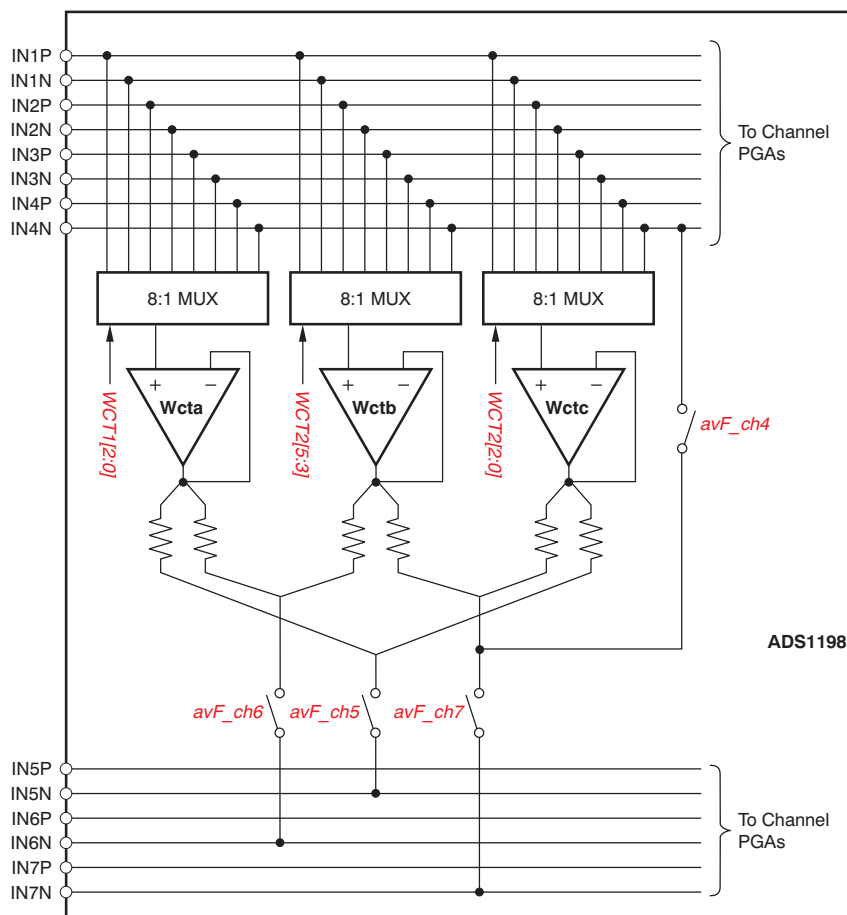 IN1P
IN1N
IN2P
IN2N
IN3P
IN3N
IN4P
IN4N
To Channel
PGAs
8:1 MUX
8:1 MUX
8:1 MUX
WCT1[2:0]
+ −
Wcta
WCT2[5:3]
+ −
Wctb
WCT2[2:0]
+ −
Wctc
avF_ch4
ADS1198
avF_ch6
avF_ch5
avF_ch7
IN5P
IN5N
IN6P
IN6N
IN7P
IN7N
To Channel
PGAs